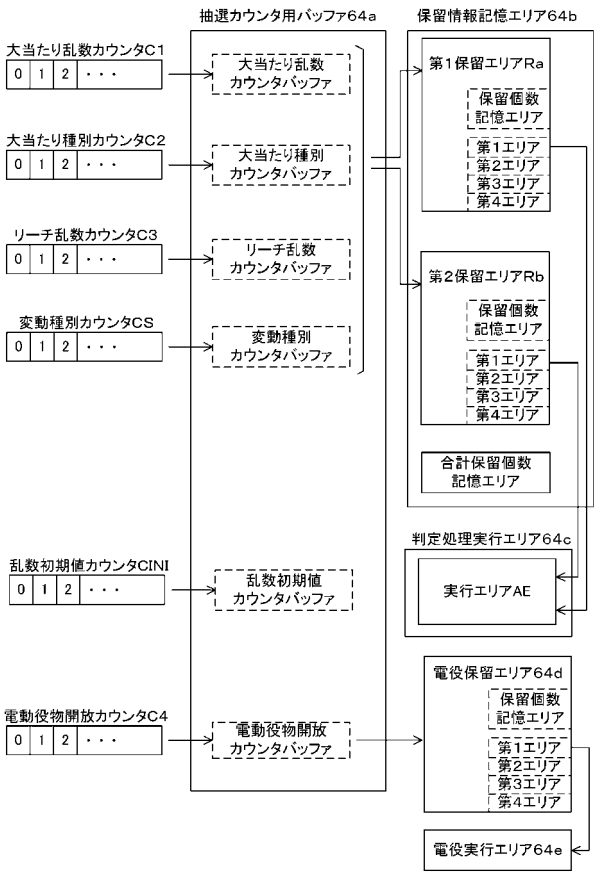 抽選カウンタ用バッファ64a
保留情報記憶エリア64b
大当たり乱数カウンタC1
0 1 2 ・・・
大当たり乱数
カウンタバッファ
第1保留エリアRa
保留個数
記憶エリア
第1エリア
第2エリア
第3エリア
第4エリア
大当たり種別カウンタC2
0 1 2 ・・・
大当たり種別
カウンタバッファ
リーチ乱数カウンタC3
0 1 2 ・・・
リーチ乱数
カウンタバッファ
第2保留エリアRb
保留個数
記憶エリア
第1エリア
第2エリア
第3エリア
第4エリア
変動種別カウンタCS
0 1 2 ・・・
変動種別
カウンタバッファ
合計保留個数
記憶エリア
判定処理実行エリア64c
実行エリアAE
乱数初期値カウンタCINI
0 1 2 ・・・
乱数初期値
カウンタバッファ
電役保留エリア64d
保留個数
記憶エリア
第1エリア
第2エリア
第3エリア
第4エリア
電動役物開放カウンタC4
0 1 2 ・・・
電動役物開放
カウンタバッファ
電役実行エリア64e